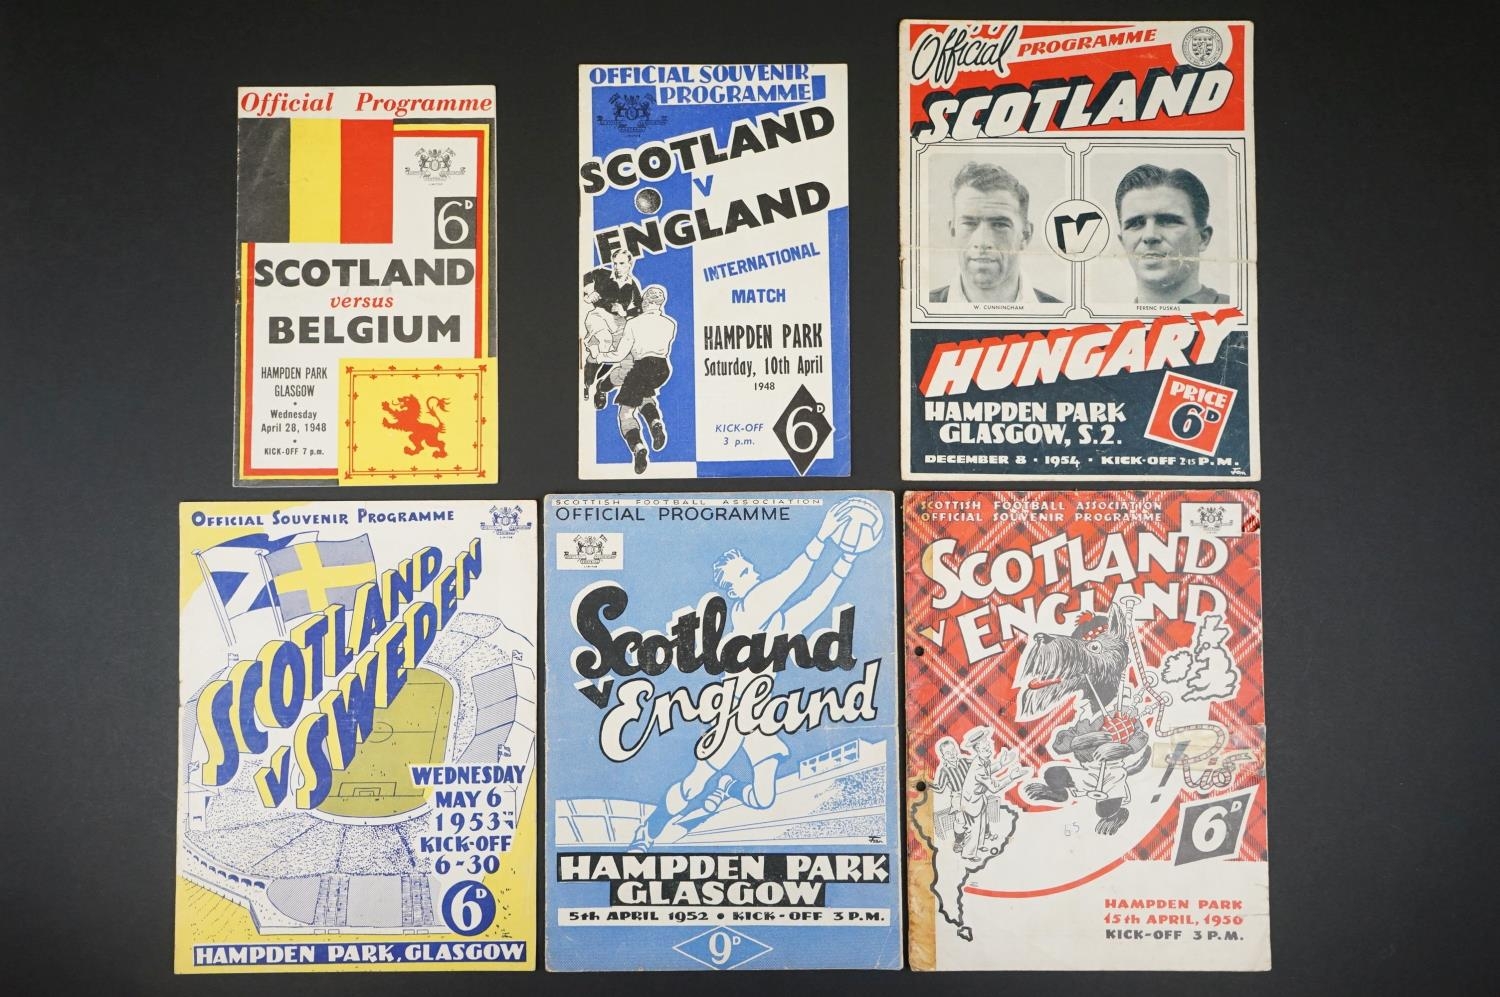 Official Programme
6D
SCOTLAND
versus
BELGIUM
HAMPDEN PARK
GLASGOW
Wednesday
April 28, 1948
KICK-OFF 7 p.m.
OFFICIAL SOUVENIR
PROGRAMME
SCOTLAND
V
ENGLAND
INTERNATIONAL
MATCH
HAMPDEN PARK
Saturday, 10th April
1948
KICK-OFF
3 p.m.
6D
Official PROGRAMME
SCOTLAND
V
W. CUNNINGHAM
FERENC PUSKAS
HUNGARY
PRICE
6D
HAMPDEN PARK
GLASGOW, S.2.
DECEMBER 8 · 1954 · KICK-OFF 2·15 P.M.
OFFICIAL SOUVENIR PROGRAMME
SCOTLAND
V SWEDEN
WEDNESDAY
MAY 6
1953
KICK-OFF
6-30
6D
HAMPDEN PARK, GLASGOW
SCOTTISH FOOTBALL ASSOCIATION
OFFICIAL PROGRAMME
Scotland
v England
HAMPDEN PARK
GLASGOW
5th APRIL 1952 • KICK-OFF 3 P.M.
9D
SCOTTISH FOOTBALL ASSOCIATION
OFFICIAL SOUVENIR PROGRAMME
SCOTLAND
V ENGLAND
!
65
6D
HAMPDEN PARK
15th APRIL, 1950
KICK-OFF 3 P.M.